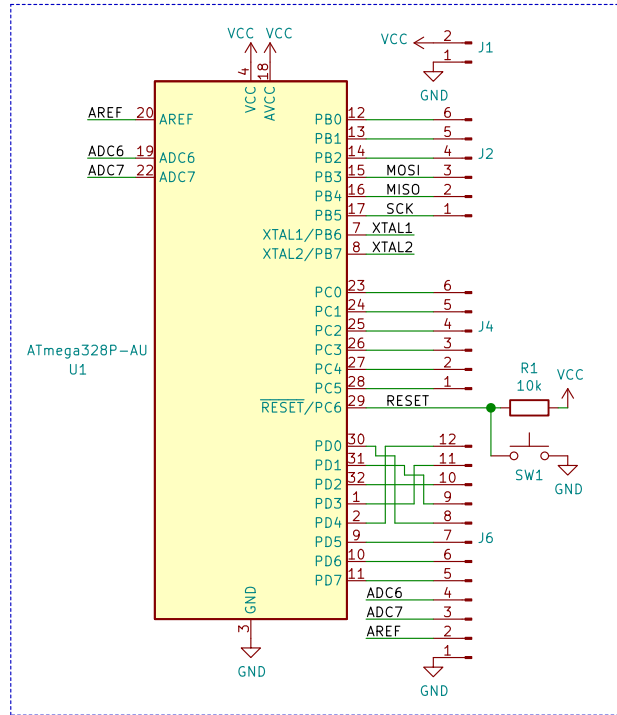 VCC VCC VCC 2 J1
4 18 1
VCC AVCC GND
AREF 20 AREF PB0 12 6
PB1 13 5
ADC6 19 ADC6 PB2 14 4 J2
ADC7 22 ADC7 PB3 15 MOSI 3
PB4 16 MISO 2
PB5 17 SCK 1
XTAL1/PB6 7 XTAL1
XTAL2/PB7 8 XTAL2
PC0 23 6
PC1 24 5
PC2 25 4 J4
ATmega328P-AU PC3 26 3
U1 PC4 27 2 R1 VCC
PC5 28 1 10k
RESET/PC6 29 RESET
PD0 30 12
PD1 31 11
PD2 32 10 SW1
PD3 1 9 GND
PD4 2 8
PD5 9 7 J6
PD6 10 6
PD7 11 5
GND ADC6 4
ADC7 3
3 AREF 2
1
GND GND